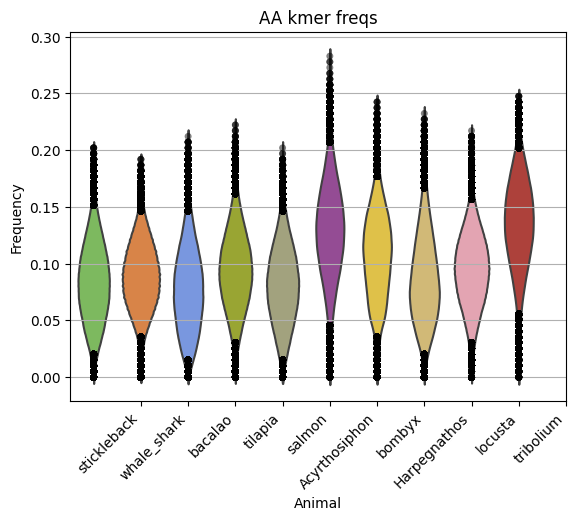 AA kmer freqs
0.30
0.25
0.20
0.15
0.10
0.05
0.00
Frequency
stickleback
whale_shark
bacalao
tilapia
salmon
Acyrthosiphon
bombyx
Harpegnathos
locusta
tribolium
Animal